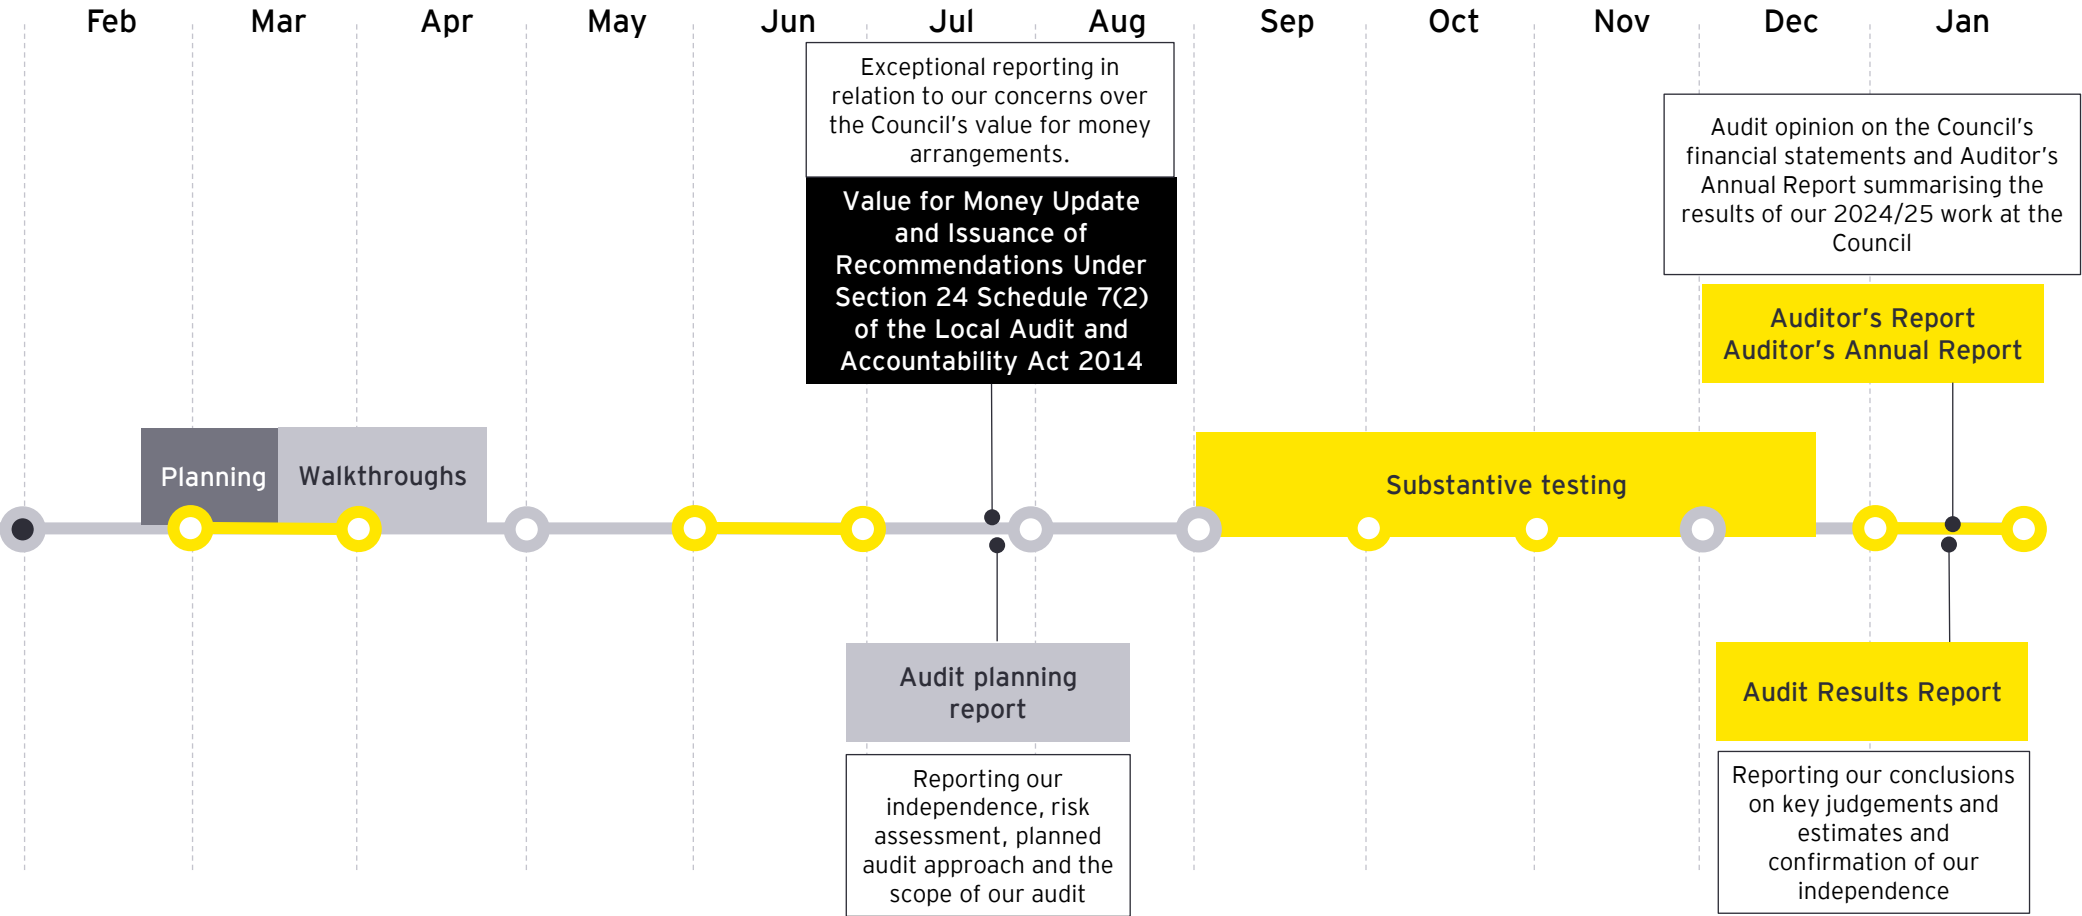 Feb Mar Apr May Jun Jul Aug Sep Oct Nov Dec Jan
Exceptional reporting in
relation to our concerns over
the Council's value for money
arrangements.
Value for Money Update
and Issuance of
Recommendations Under
Section 24 Schedule 7(2)
of the Local Audit and
Accountability Act 2014
Audit opinion on the Council's
financial statements and Auditor's
Annual Report summarising the
results of our 2024/25 work at the
Council
Auditor's Report
Auditor's Annual Report
Planning
Walkthroughs
Substantive testing
Audit planning
report
Reporting our
independence, risk
assessment, planned
audit approach and the
scope of our audit
Audit Results Report
Reporting our conclusions
on key judgements and
estimates and
confirmation of our
independence